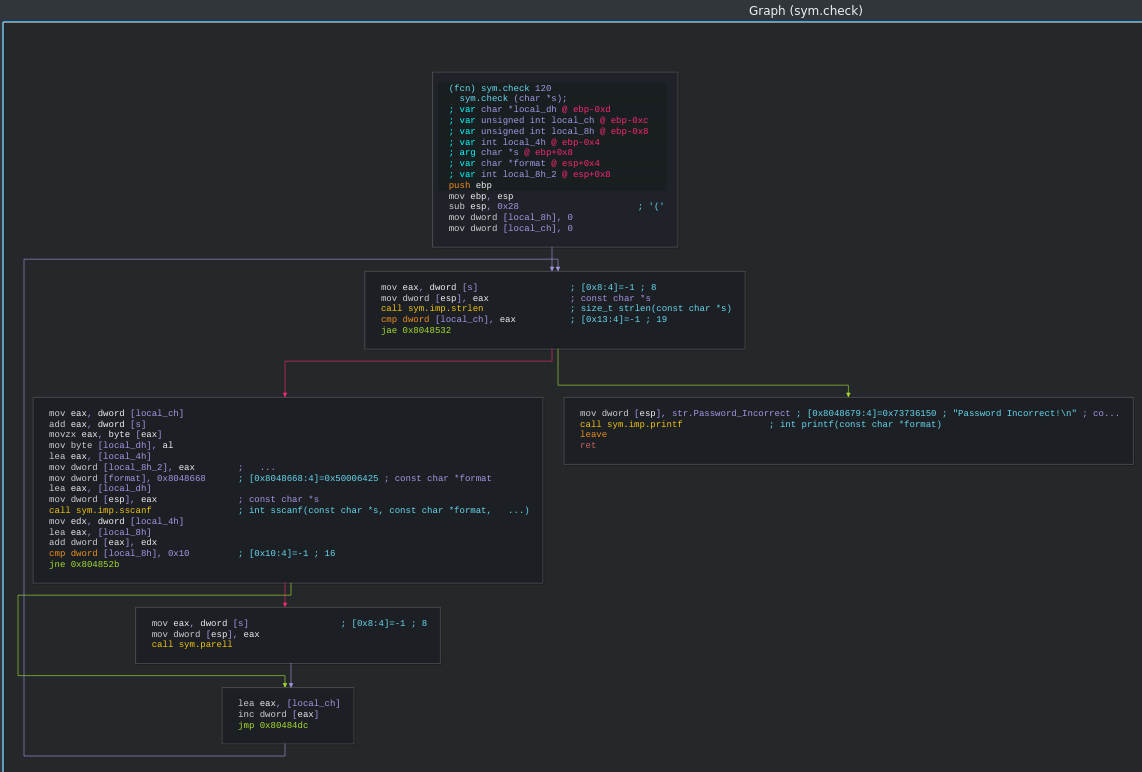 Graph (sym.check)
(fcn) sym.check 120
sym.check (char *s);
; var char *local_dh @ ebp-0xd
; var unsigned int local_ch @ ebp-0xc
; var unsigned int local_8h @ ebp-0x8
; var int local_4h @ ebp-0x4
; arg char *s @ ebp+0x8
; var char *format @ esp+0x4
; var int local_8h_2 @ esp+0x8
push ebp
mov ebp, esp
sub esp, 0x28 ; '('
mov dword [local_8h], 0
mov dword [local_ch], 0
mov eax, dword [s] ; [0x8:4]=-1 ; 8
mov dword [esp], eax ; const char *s
call sym.imp.strlen ; size_t strlen(const char *s)
cmp dword [local_ch], eax ; [0x13:4]=-1 ; 19
jae 0x8048532
mov eax, dword [local_ch]
add eax, dword [s]
movzx eax, byte [eax]
mov byte [local_dh], al
lea eax, [local_4h]
mov dword [local_8h_2], eax ; ...
mov dword [format], 0x8048668 ; [0x8048668:4]=0x50006425 ; const char *format
lea eax, [local_dh]
mov dword [esp], eax ; const char *s
call sym.imp.sscanf ; int sscanf(const char *s, const char *format, ...)
mov edx, dword [local_4h]
lea eax, [local_8h]
add dword [eax], edx
cmp dword [local_8h], 0x10 ; [0x10:4]=-1 ; 16
jne 0x804852b
mov dword [esp], str.Password_Incorrect ; [0x8048679:4]=0x73736150 ; "Password Incorrect!\n" ; co...
call sym.imp.printf ; int printf(const char *format)
leave
ret
mov eax, dword [s] ; [0x8:4]=-1 ; 8
mov dword [esp], eax
call sym.parell
lea eax, [local_ch]
inc dword [eax]
jmp 0x80484dc